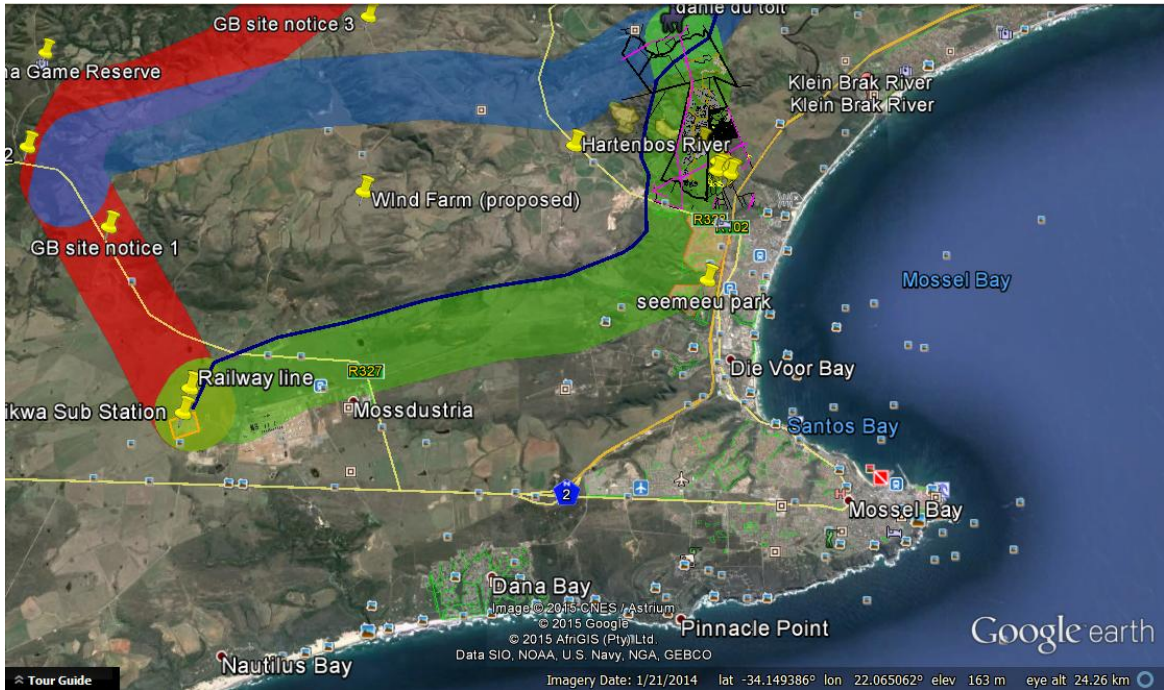 danie du toit
GB site notice 3
na Game Reserve
Klein Brak River
Klein Brak River
Hartenbos River
2
WInd Farm (proposed)
R328
R102
GB site notice 1
Mossel Bay
seemeeu park
Die Voor Bay
R327
Railway line
ikwa Sub Station
Mossdustria
Santos Bay
2
Mossel Bay
Dana Bay
Image © 2015 CNES / Astrium
© 2015 Google
© 2015 AfriGIS (Pty) Ltd.
Data SIO, NOAA, U.S. Navy, NGA, GEBCO
Pinnacle Point
Google earth
Nautilus Bay
Tour Guide
Imagery Date: 1/21/2014 lat -34.149386° lon 22.065062° elev 163 m eye alt 24.26 km